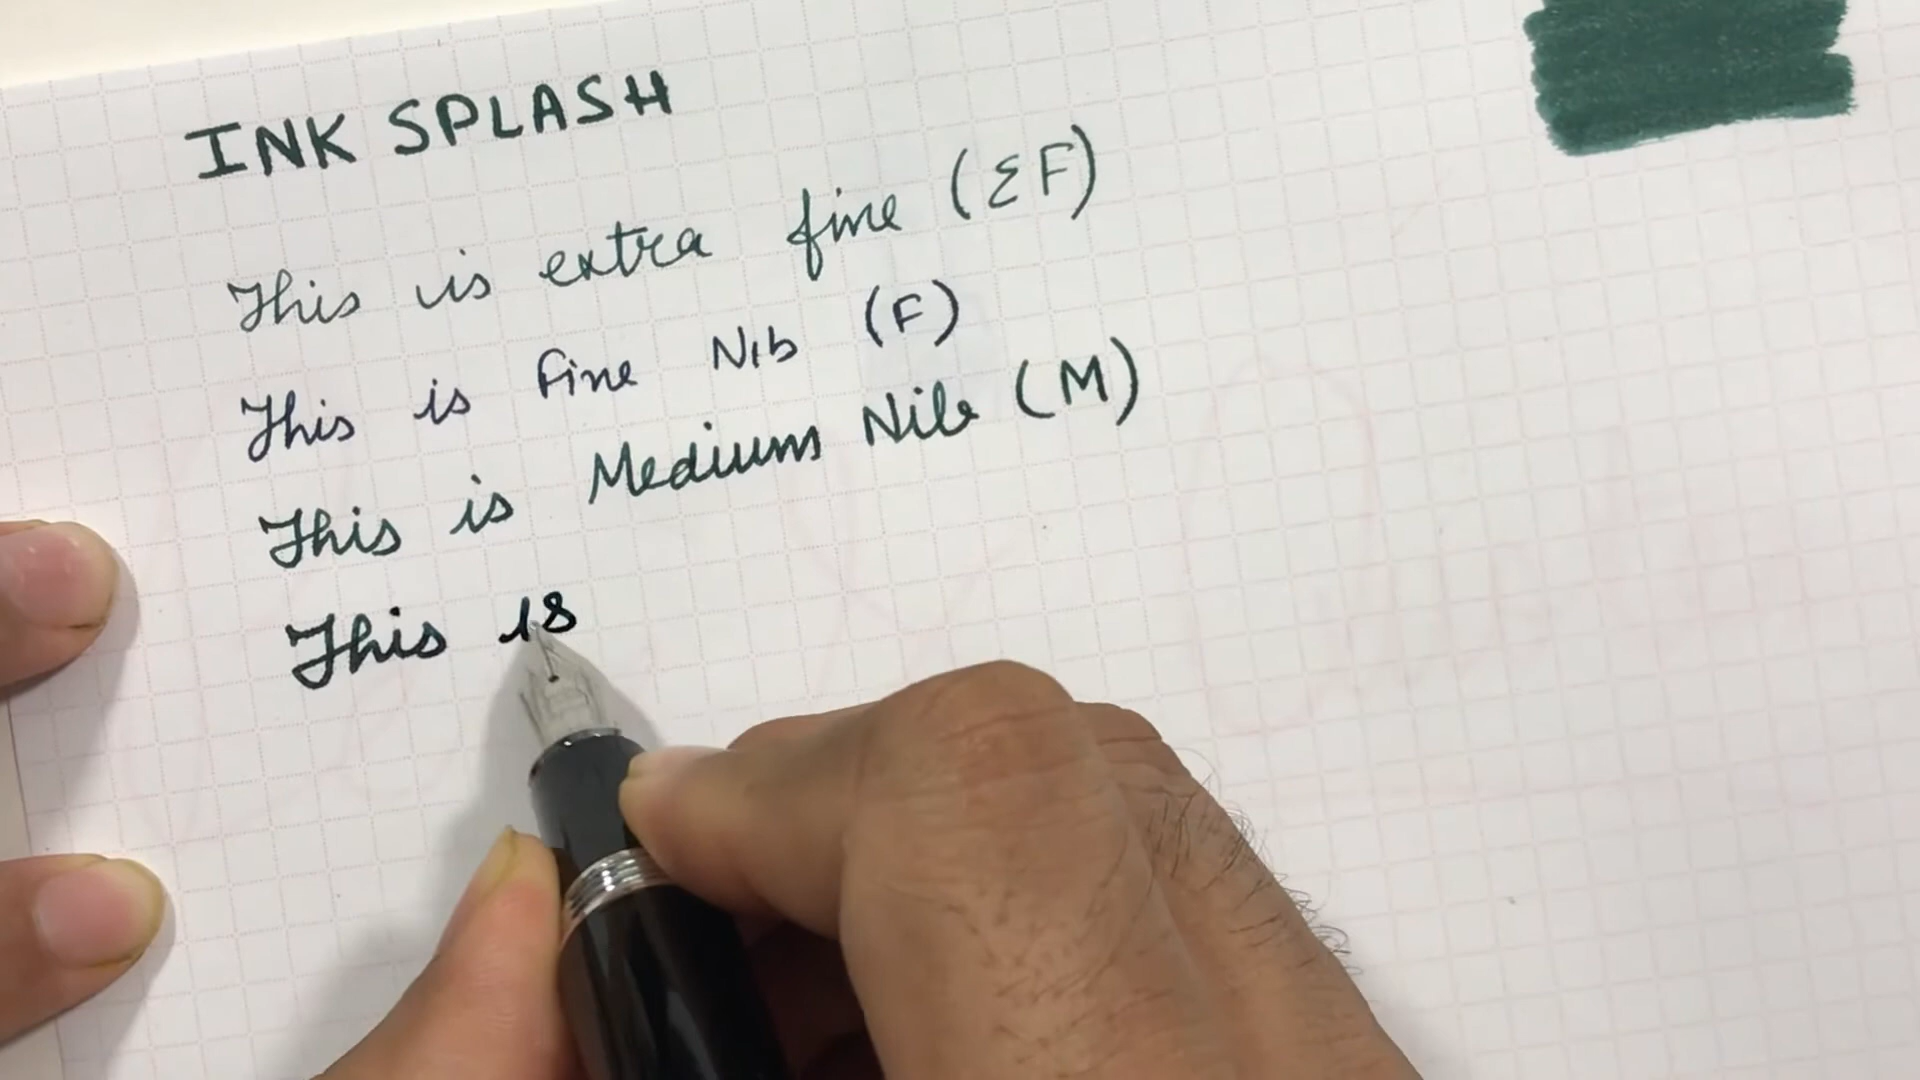 INK SPLASH
This is extra fine (EF)
This is Fine Nib (F)
This is Medium Nib (M)
This is